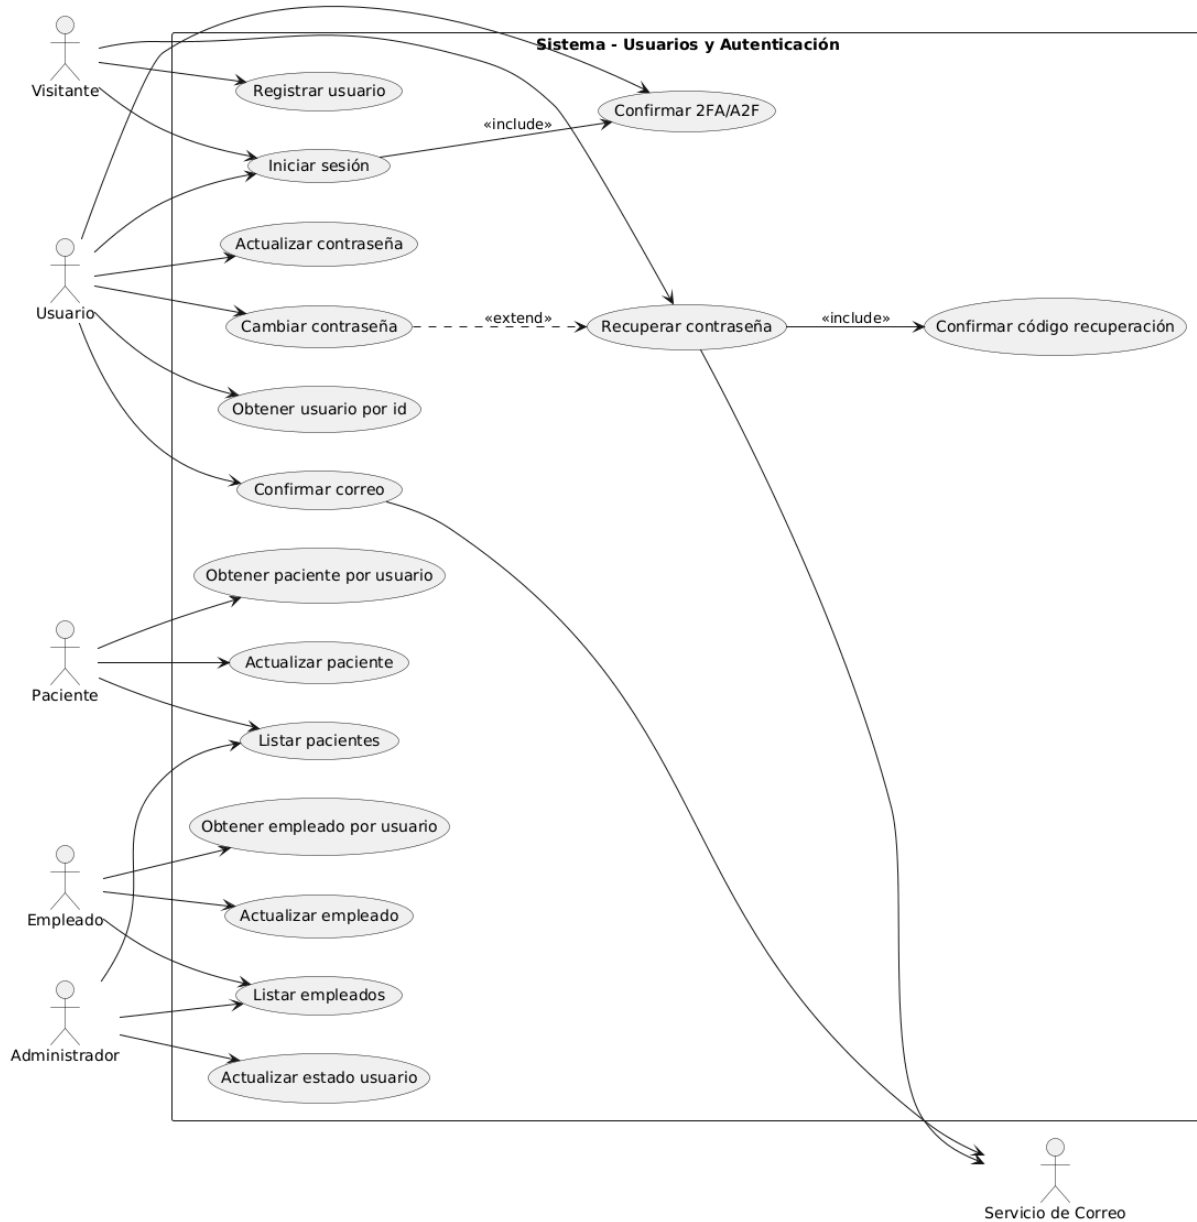 Sistema - Usuarios y Autenticación
Visitante
Registrar usuario
Confirmar 2FA/A2F
«include»
Iniciar sesión
Actualizar contraseña
Usuario
Cambiar contraseña
«extend»
Recuperar contraseña
«include»
Confirmar código recuperación
Obtener usuario por id
Confirmar correo
Obtener paciente por usuario
Actualizar paciente
Paciente
Listar pacientes
Obtener empleado por usuario
Empleado
Actualizar empleado
Listar empleados
Administrador
Actualizar estado usuario
Servicio de Correo